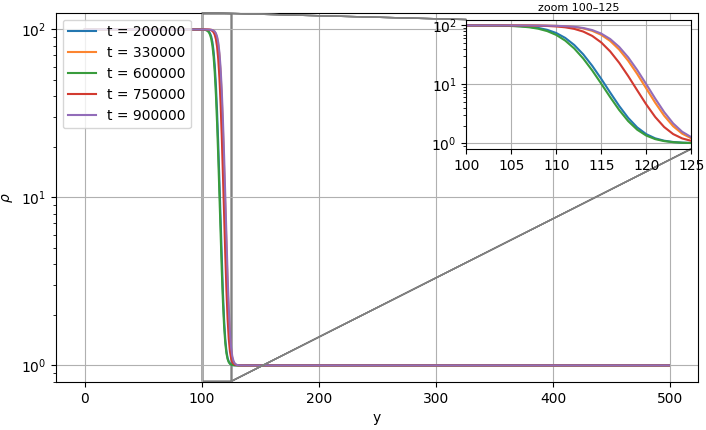 zoom 100–125
10²
10¹
10⁰
ρ
t = 200000
t = 330000
t = 600000
t = 750000
t = 900000
10²
10¹
10⁰
100 105 110 115 120 125
0 100 200 300 400 500
y